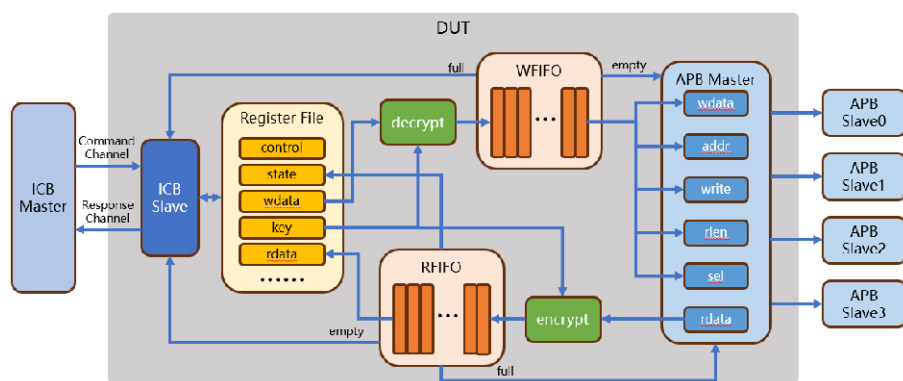 DUT
full
WFIFO
empty
APB Master
Register File
decrypt
wdata
APB
Slave0
control
Command
Channel
addr
state
ICB
Master
ICB
Slave
wdata
write
APB
Slave1
Response
Channel
key
rdata
rlen
APB
Slave2
......
RFIFO
sel
encrypt
rdata
APB
Slave3
empty
full